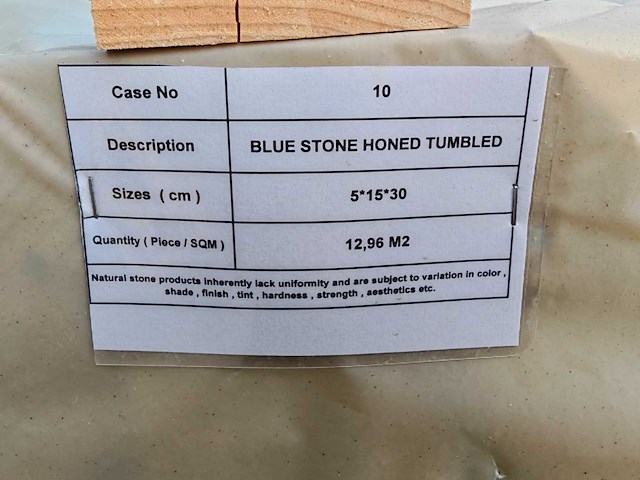 Case No 10
Description BLUE STONE HONED TUMBLED
Sizes ( cm ) 5*15*30
Quantity ( Piece / SQM ) 12,96 M2
Natural stone products inherently lack uniformity and are subject to variation in color ,
shade , finish , tint , hardness , strength , aesthetics etc.